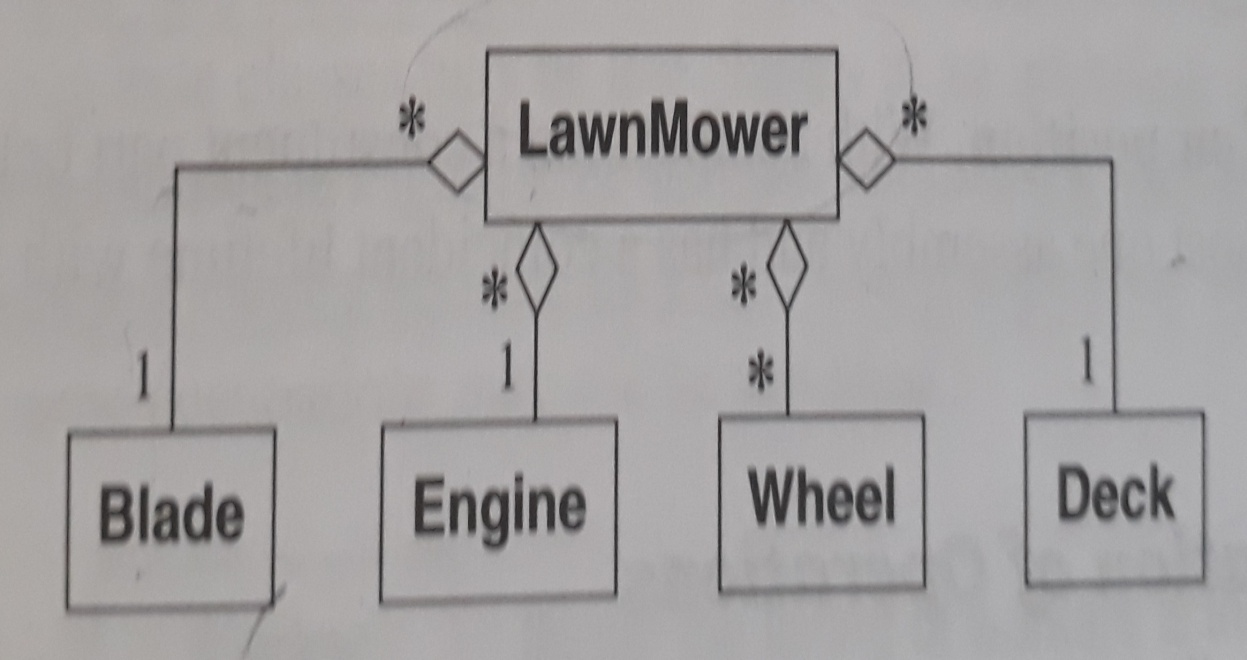 * LawnMower *
* *
1 1 * 1
Blade Engine Wheel Deck